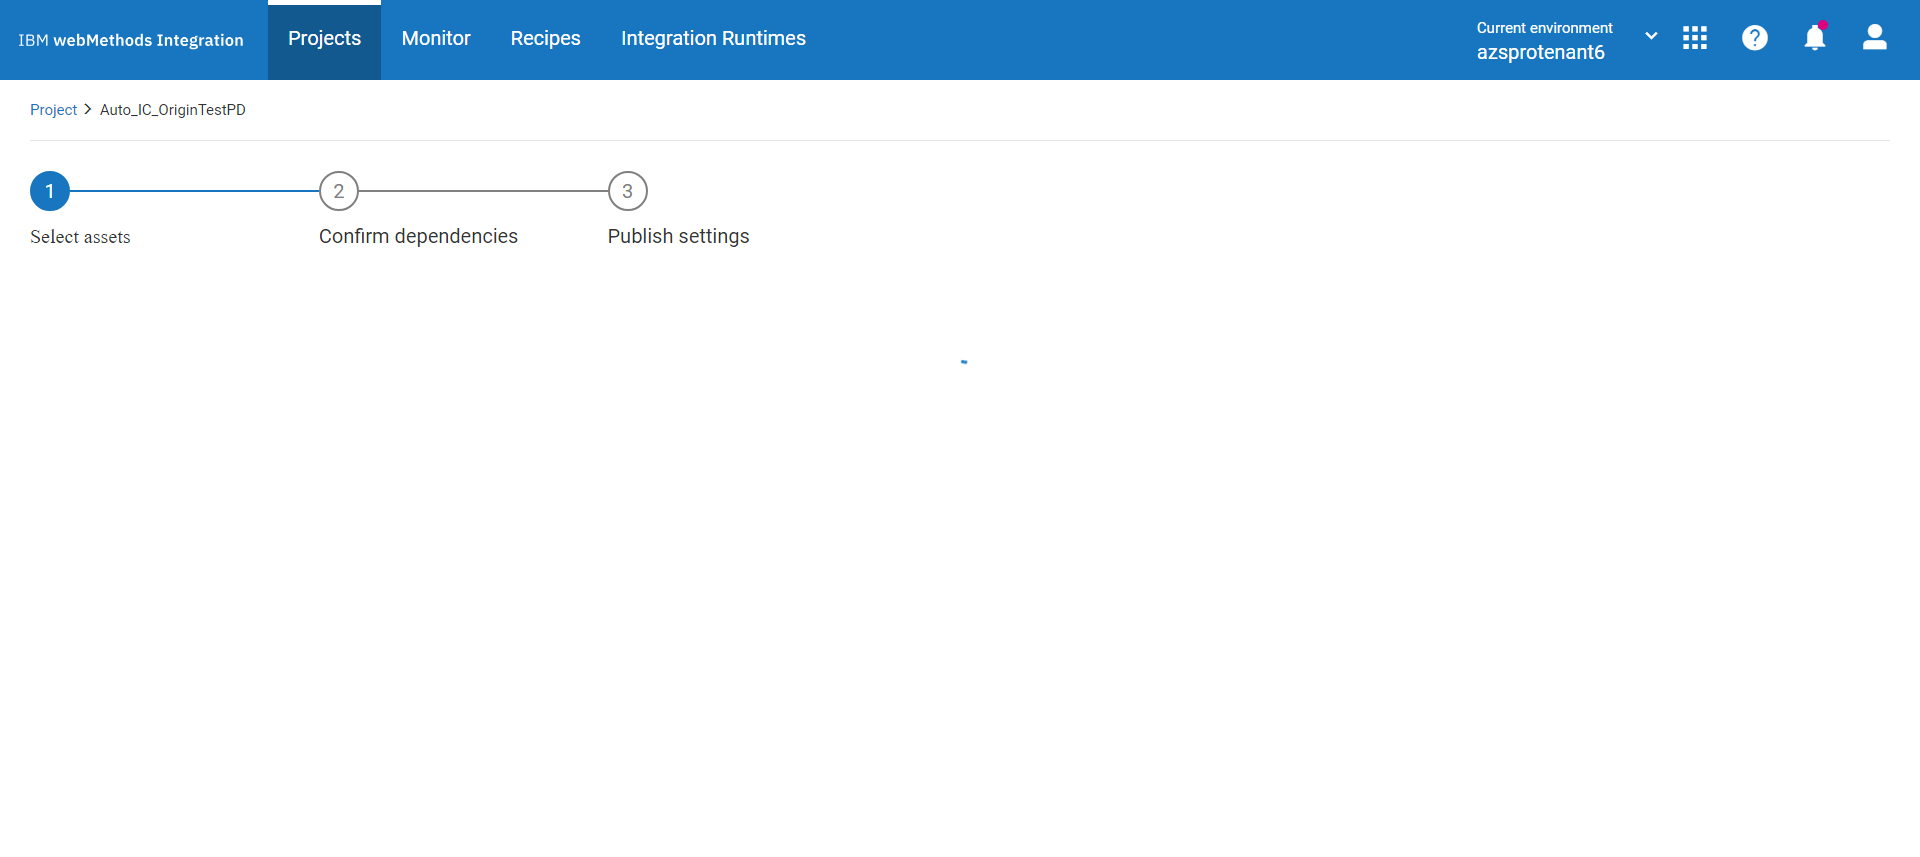 IBM webMethods Integration
Projects
Monitor
Recipes
Integration Runtimes
Current environment
azsprotenant6
Project
Auto_IC_OriginTestPD
1
2
3
Select assets
Confirm dependencies
Publish settings